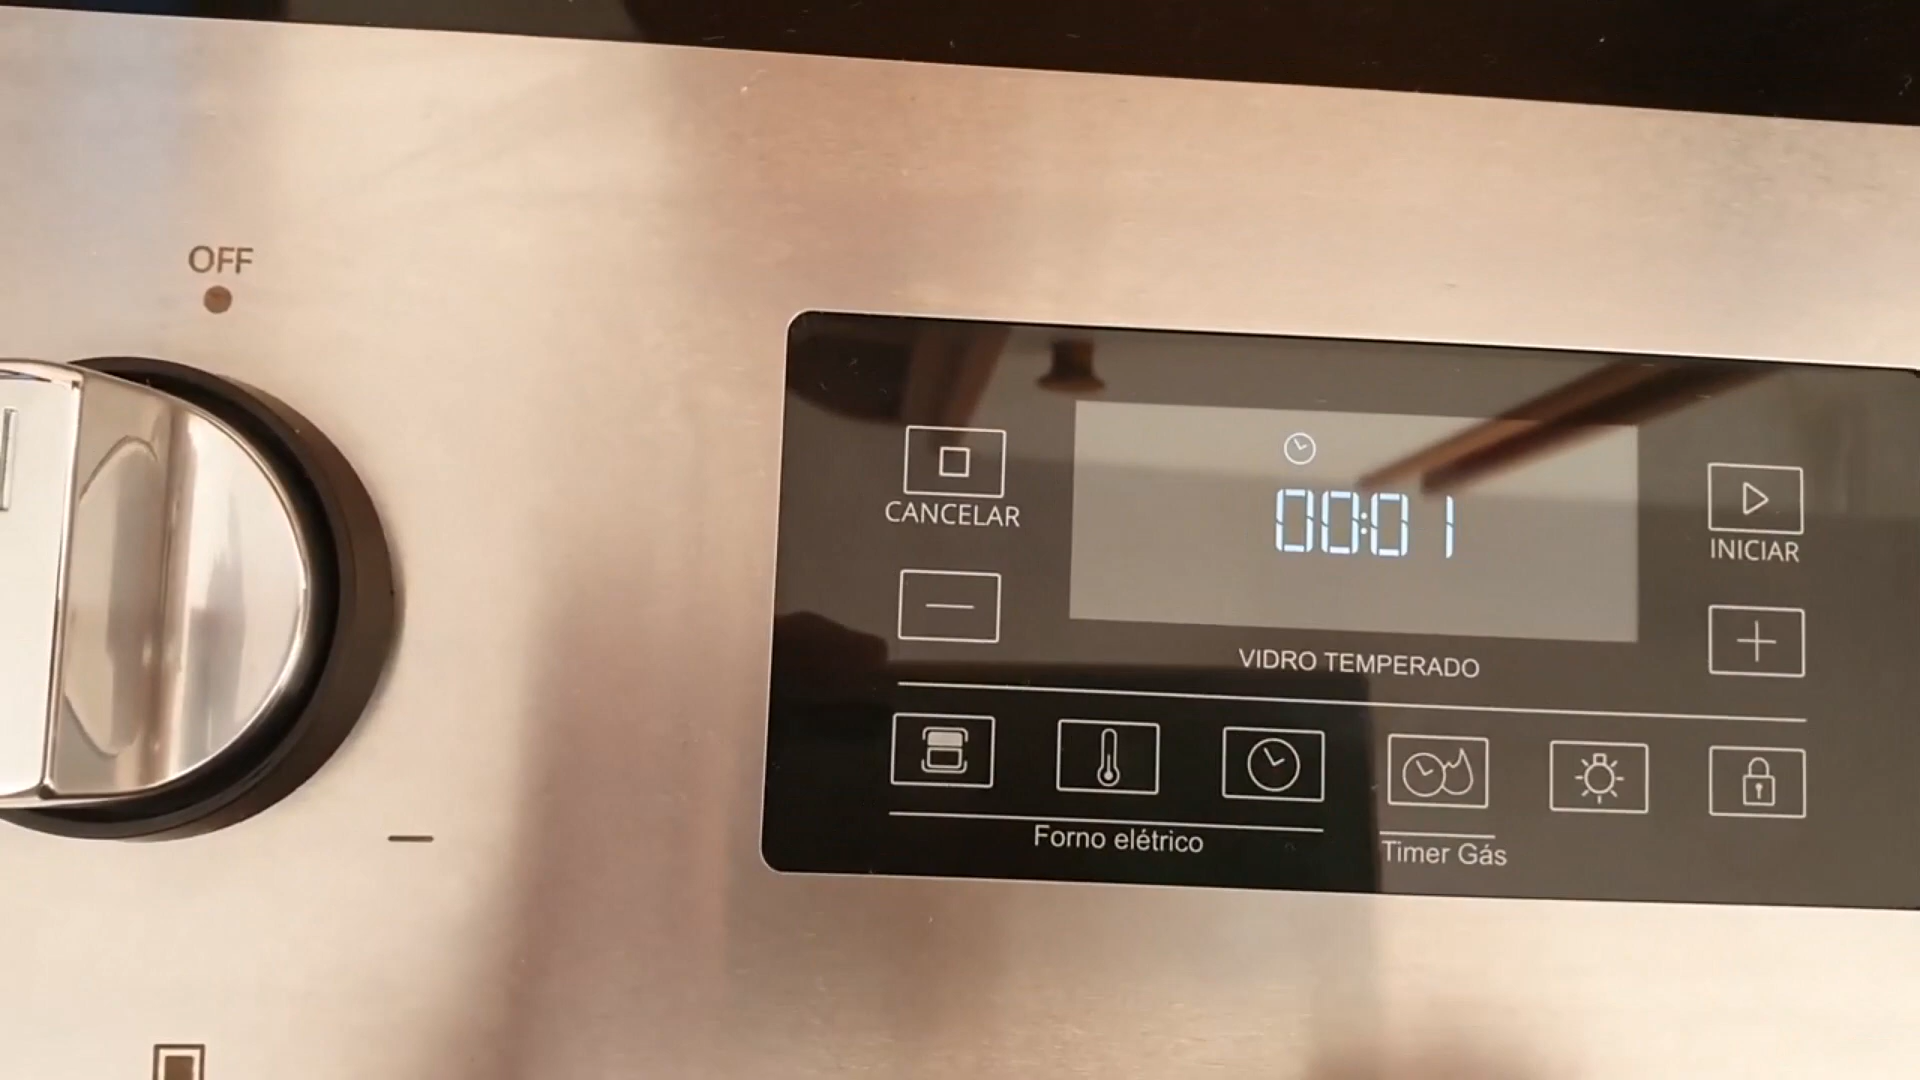 OFF
CANCELAR
00:01
INICIAR
VIDRO TEMPERADO
Forno elétrico
Timer Gás